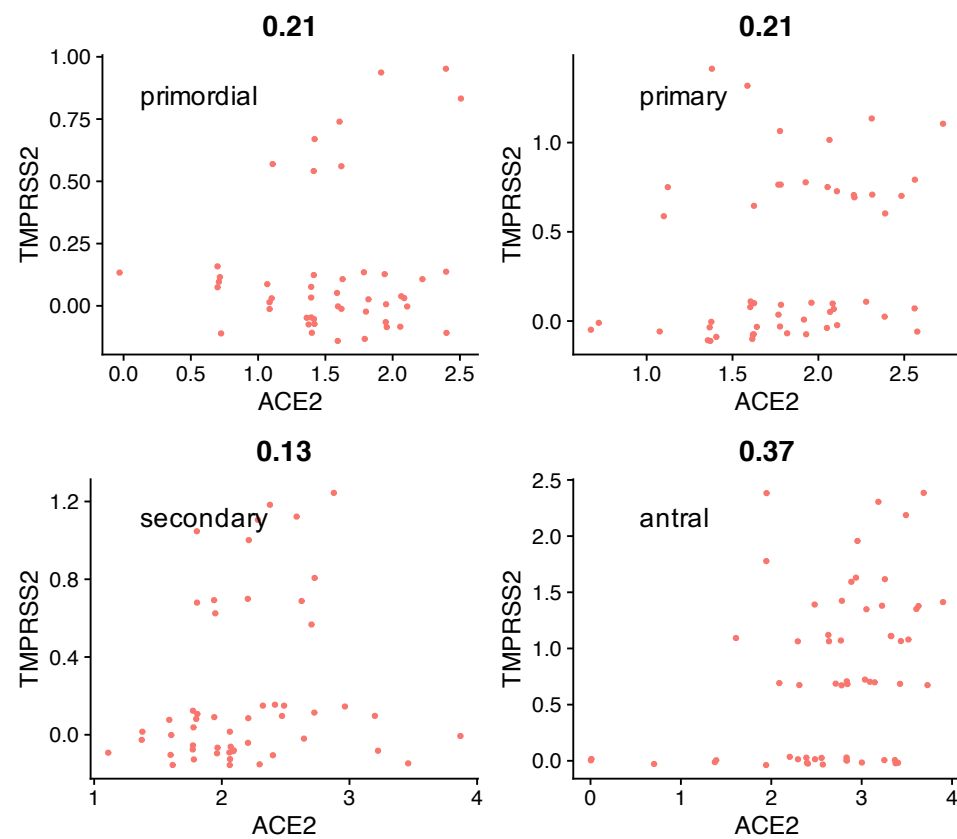 0.21
primordial
TMPRSS2
1.00
0.75
0.50
0.25
0.00
0.0 0.5 1.0 1.5 2.0 2.5
ACE2
0.21
primary
TMPRSS2
1.0
0.5
0.0
1.0 1.5 2.0 2.5
ACE2
0.13
secondary
TMPRSS2
1.2
0.8
0.4
0.0
1 2 3 4
ACE2
0.37
antral
TMPRSS2
2.5
2.0
1.5
1.0
0.5
0.0
0 1 2 3 4
ACE2